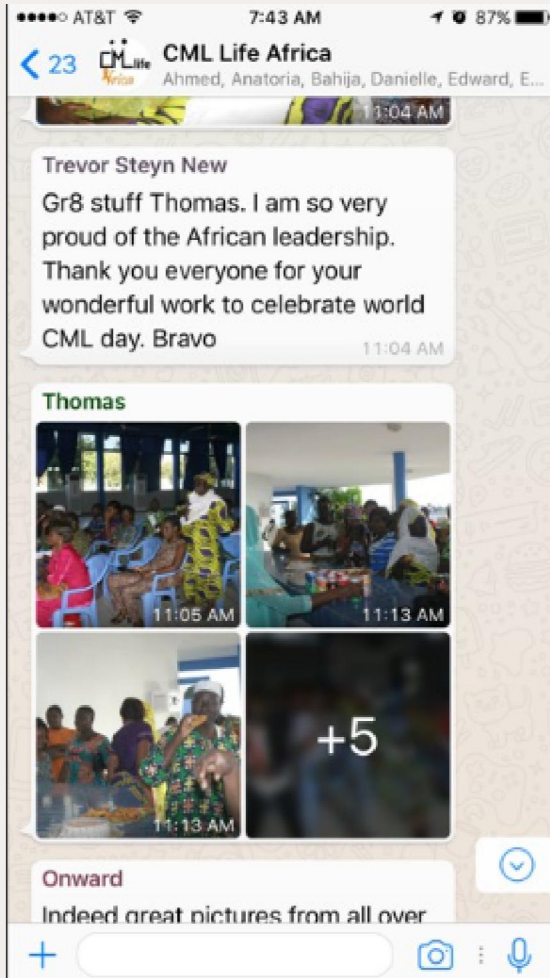 AT&T 7:43 AM 87%
23 CML life Africa CML Life Africa
Ahmed, Anatoria, Bahija, Danielle, Edward, E...
11:04 AM
Trevor Steyn New
Gr8 stuff Thomas. I am so very
proud of the African leadership.
Thank you everyone for your
wonderful work to celebrate world
CML day. Bravo
11:04 AM
Thomas
11:05 AM 11:13 AM
11:13 AM +5
Onward
Indeed great pictures from all over